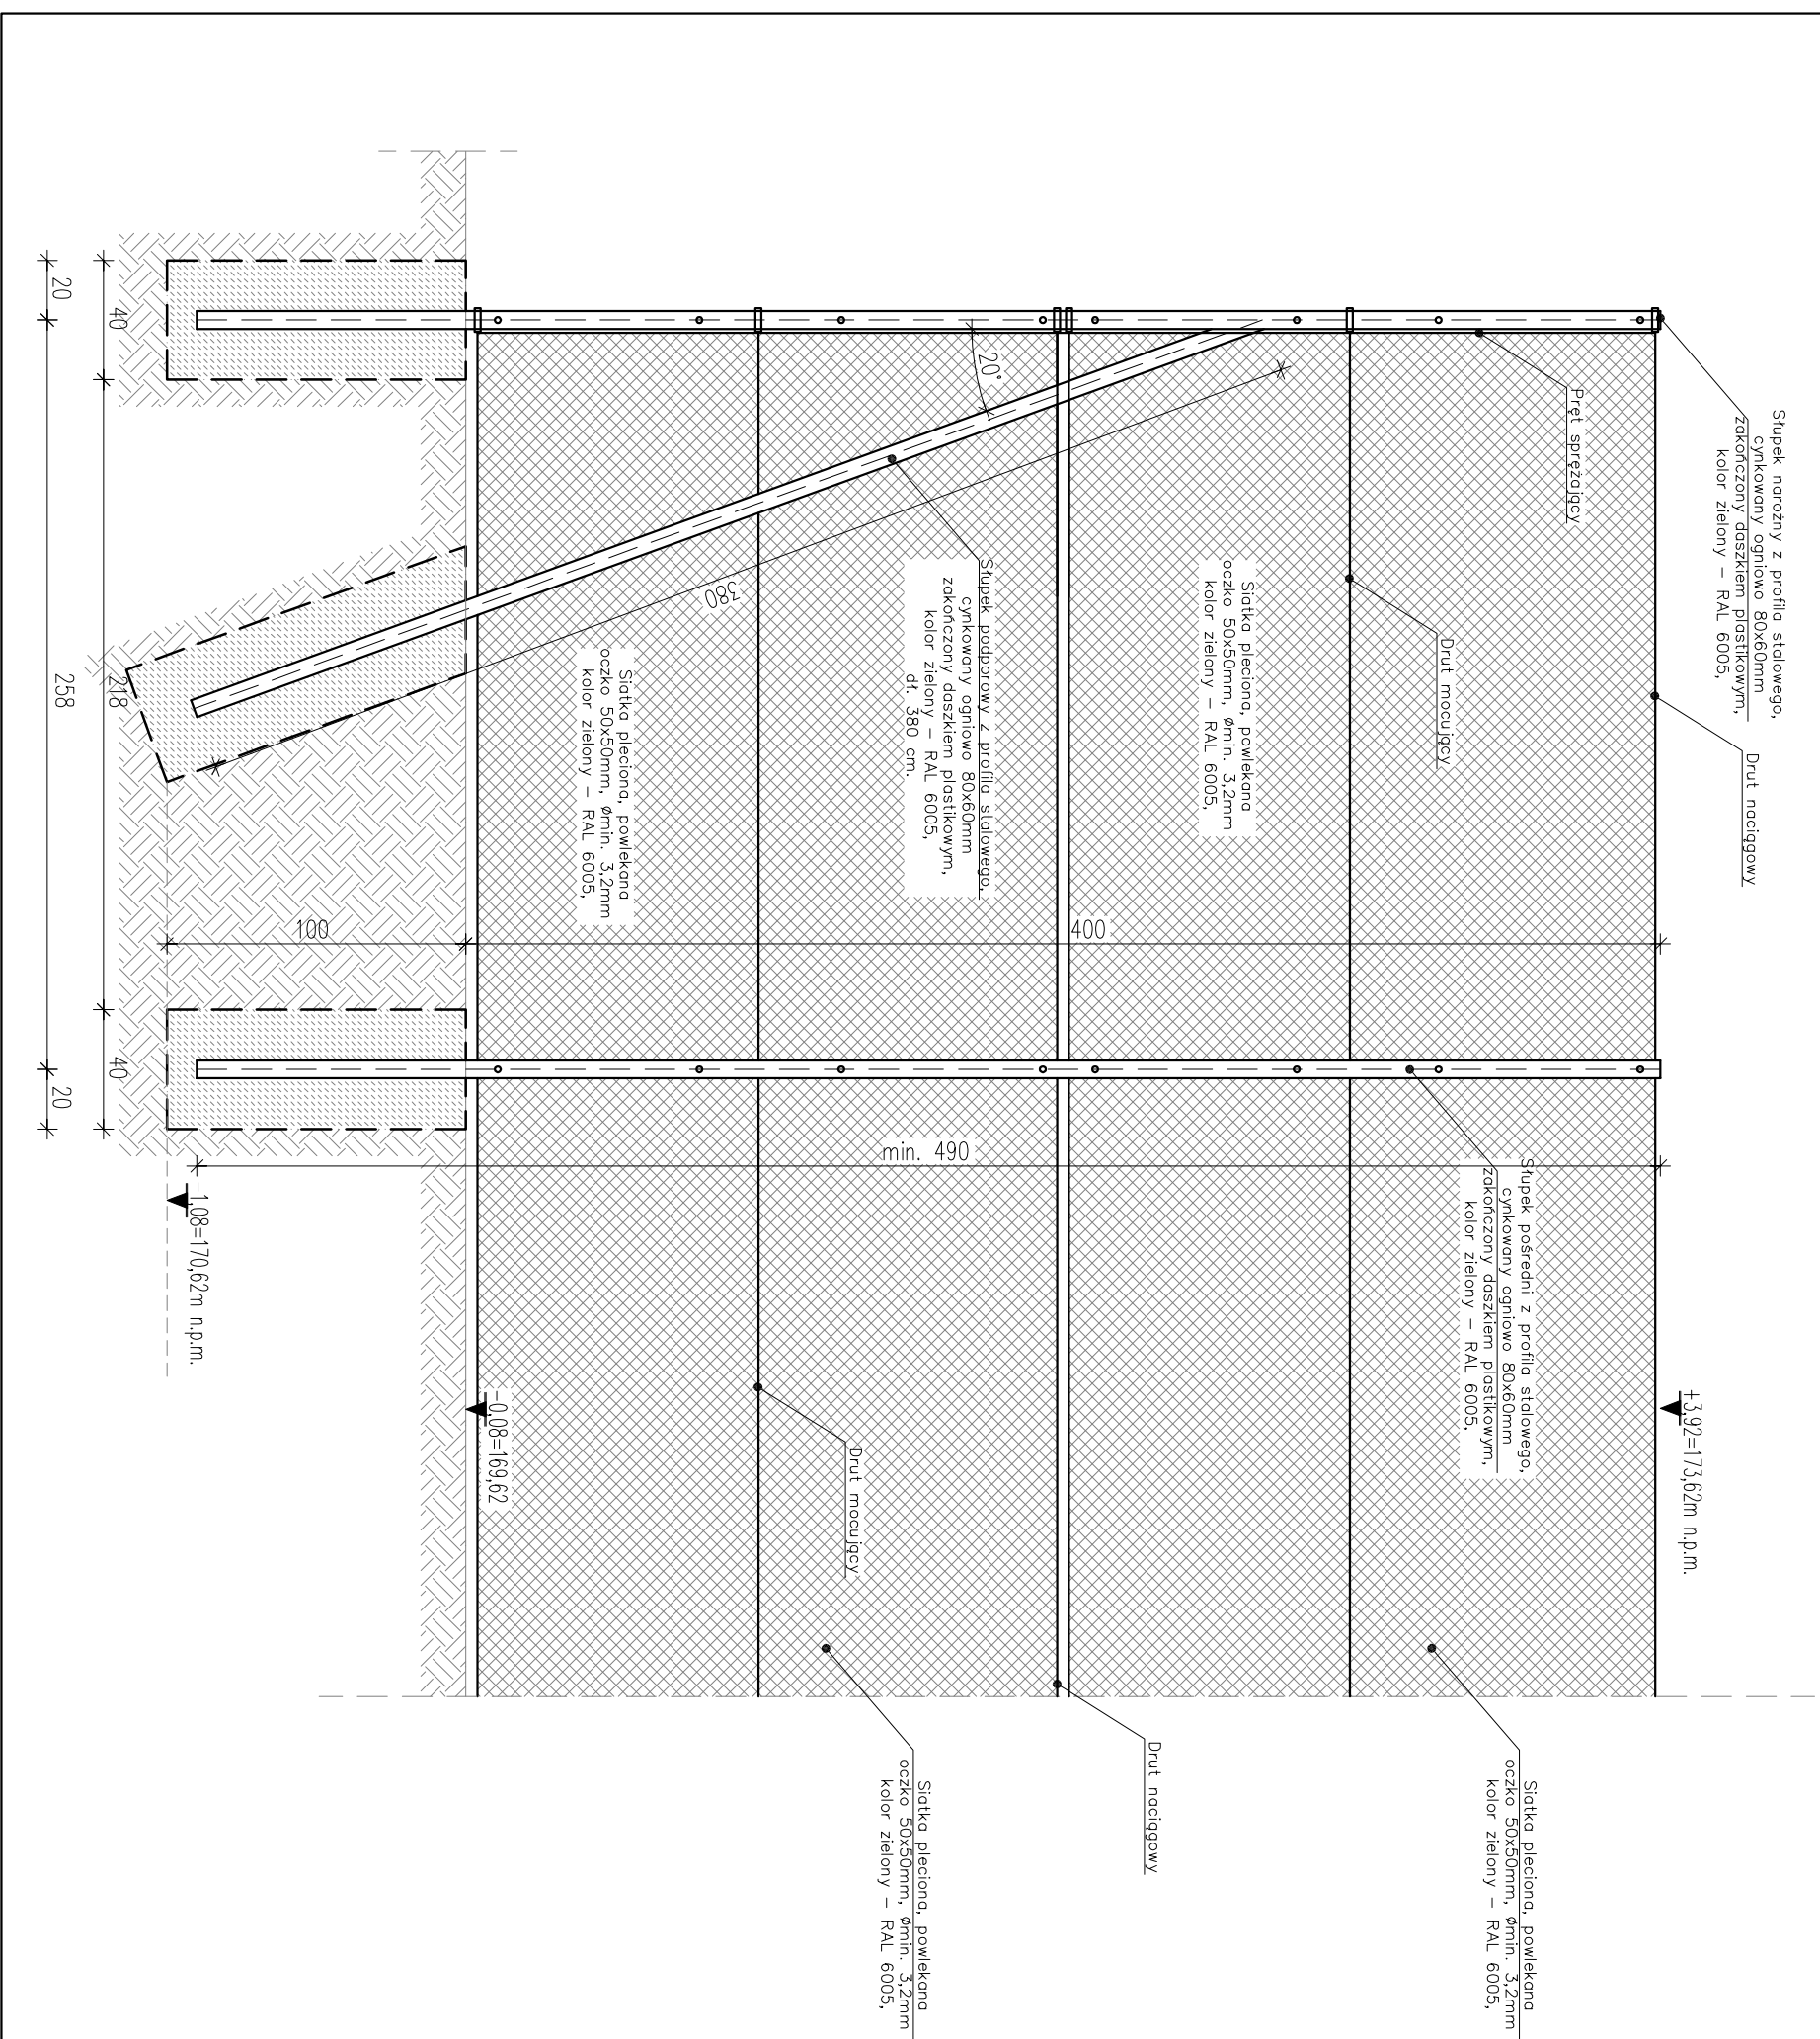 Słupek narożny z profila stalowego,
cynkowany ogniowo 80x60mm
zakończony daszkiem plastikowym,
kolor zielony – RAL 6005,
Drut naciągowy
+3,92=173,62m n.p.m.
Pręt sprężający
Drut mocujący
Słupek pośredni z profila stalowego,
cynkowany ogniowo 80x60mm
zakończony daszkiem plastikowym,
kolor zielony – RAL 6005,
Siatka pleciona, powlekana
oczko 50x50mm, Ømin. 3,2mm
kolor zielony – RAL 6005,
Siatka pleciona, powlekana
oczko 50x50mm, Ømin. 3,2mm
kolor zielony – RAL 6005,
400
Drut naciągowy
20°
Słupek podporowy z profila stalowego,
cynkowany ogniowo 80x60mm
zakończony daszkiem plastikowym,
kolor zielony – RAL 6005,
dł. 380 cm.
min. 490
Siatka pleciona, powlekana
oczko 50x50mm, Ømin. 3,2mm
kolor zielony – RAL 6005,
Drut mocujący
380
Siatka pleciona, powlekana
oczko 50x50mm, Ømin. 3,2mm
kolor zielony – RAL 6005,
-0,08=169,62
100
-1,08=170,62m n.p.m.
40
218
40
20
258
20